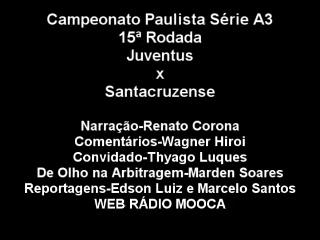 Campeonato Paulista Série A3
15ª Rodada
Juventus
x
Santacruzense
Narração-Renato Corona
Comentários-Wagner Hiroi
Convidado-Thyago Luques
De Olho na Arbitragem-Marden Soares
Reportagens-Edson Luiz e Marcelo Santos
WEB RÁDIO MOOCA